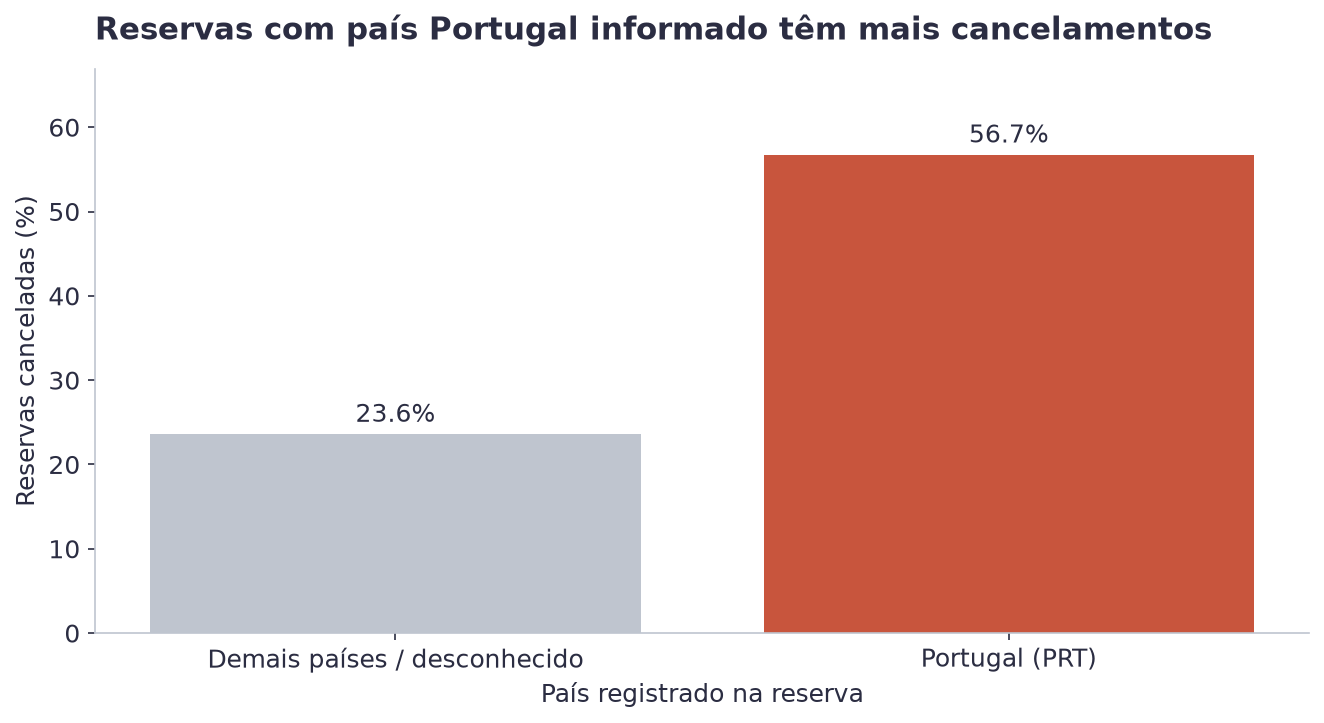 Reservas com país Portugal informado têm mais cancelamentos
Reservas canceladas (%)
60
50
40
30
20
10
0
23.6%
56.7%
Demais países / desconhecido
Portugal (PRT)
País registrado na reserva